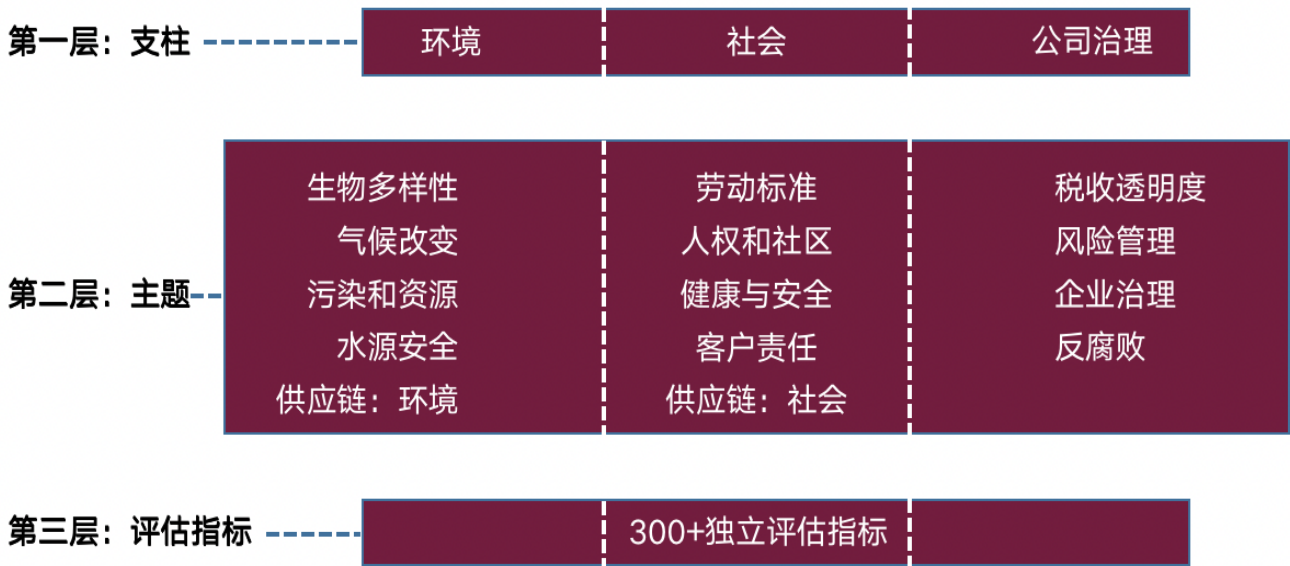 第一层：支柱 环境 社会 公司治理
生物多样性 劳动标准 税收透明度
气候改变 人权和社区 风险管理
第二层：主题 污染和资源 健康与安全 企业治理
水源安全 客户责任 反腐败
供应链：环境 供应链：社会
第三层：评估指标 300+独立评估指标